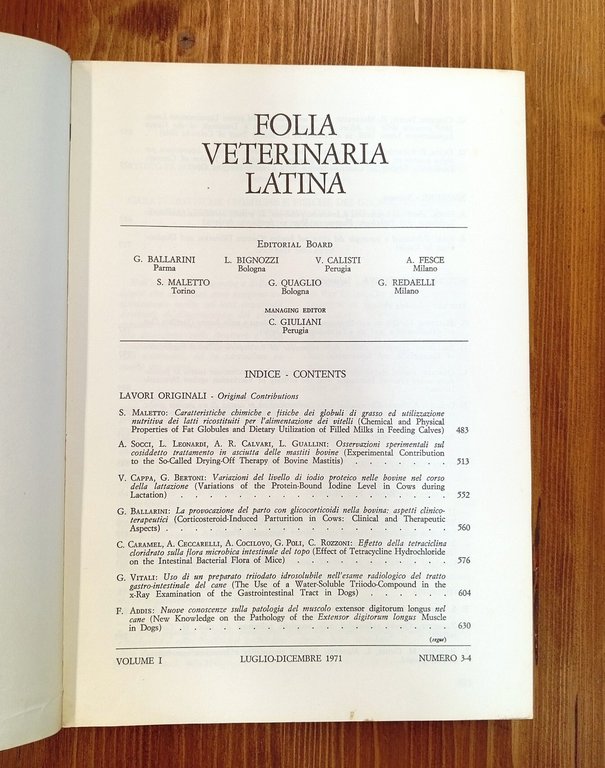 FOLIA
VETERINARIA
LATINA
Editorial Board
G. BALLARINI L. BIGNOZZI V. CALISTI A. FESCE
Parma Bologna Perugia Milano
S. MALETTO G. QUAGLIO G. REDAELLI
Torino Bologna Milano
MANAGING EDITOR
C. GIULIANI
Perugia
INDICE - CONTENTS
LAVORI ORIGINALI - Original Contributions
S. Maletto: Caratteristiche chimiche e fisiche dei globuli di grasso ed utilizzazione
nutritiva dei latti ricostituiti per l'alimentazione dei vitelli (Chemical and Physical
Properties of Fat Globules and Dietary Utilization of Filled Milks in Feeding Calves) 483
A. Socci, L. Leonardi, A. R. Calvari, L. Guallini: Osservazioni sperimentali sul
cosiddetto trattamento in asciutta delle mastiti bovine (Experimental Contribution
to the So-Called Drying-Off Therapy of Bovine Mastitis) . . . . . . . 513
V. Cappa, G. Bertoni: Variazioni del livello di iodio proteico nelle bovine nel corso
della lattazione (Variations of the Protein-Bound Iodine Level in Cows during
Lactation) . . . . . . . . . . . . . . . . . . 552
G. Ballarini: La provocazione del parto con glicocorticoidi nella bovina: aspetti clinico-
terapeutici (Corticosteroid-Induced Parturition in Cows: Clinical and Therapeutic
Aspects) . . . . . . . . . . . . . . . . . . . 560
C. Caramel, A. Ceccarelli, A. Cocilovo, G. Poli, C. Rozzoni: Effetto della tetraciclina
cloridrato sulla flora microbica intestinale del topo (Effect of Tetracycline Hydrochloride
on the Intestinal Bacterial Flora of Mice) . . . . . . . . . . 576
G. Vitali: Uso di un preparato triiodato idrosolubile nell'esame radiologico del tratto
gastro-intestinale del cane (The Use of a Water-Soluble Triiodo-Compound in the
x-Ray Examination of the Gastrointestinal Tract in Dogs) . . . . . . 604
F. Addis: Nuove conoscenze sulla patologia del muscolo extensor digitorum longus nel
cane (New Knowledge on the Pathology of the Extensor digitorum longus Muscle
in Dogs) . . . . . . . . . . . . . . . . . . . 630
(segue)
VOLUME I LUGLIO-DICEMBRE 1971 NUMERO 3-4